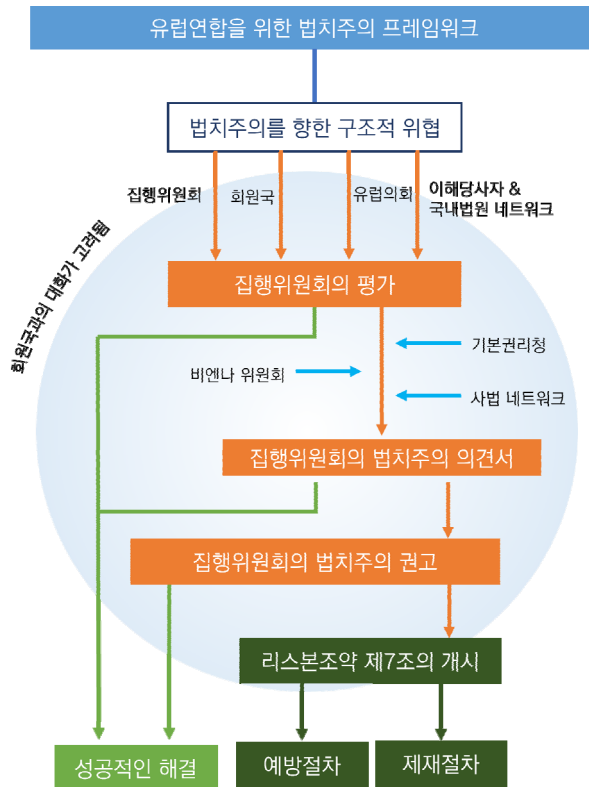 유럽연합을 위한 법치주의 프레임워크
법치주의를 향한 구조적 위협
집행위원회
회원국
유럽의회
이해당사자 &
국내법원 네트워크
회원국과의 대화가 고려됨
집행위원회의 평가
기본권리청
비엔나 위원회
사법 네트워크
집행위원회의 법치주의 의견서
집행위원회의 법치주의 권고
리스본조약 제7조의 개시
성공적인 해결
예방절차
제재절차